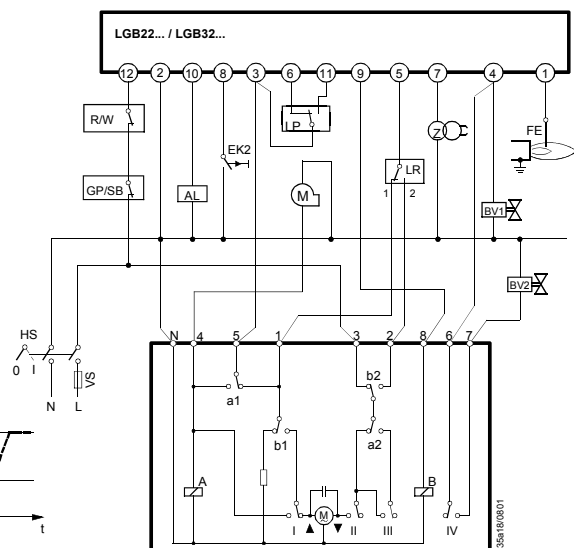 LGB22... / LGB32...
12 2 10 8 3 6 11 9 5 7 4 1
R/W
LP
Z
FE
EK2
LR
GP/SB
AL
M
1 2
BV1
BV2
HS
0 I
VS
N L
N 4 5 1 3 2 8 6 7
a1
b2
b1
a2
A
B
M
I II III IV
t
35a18/0801